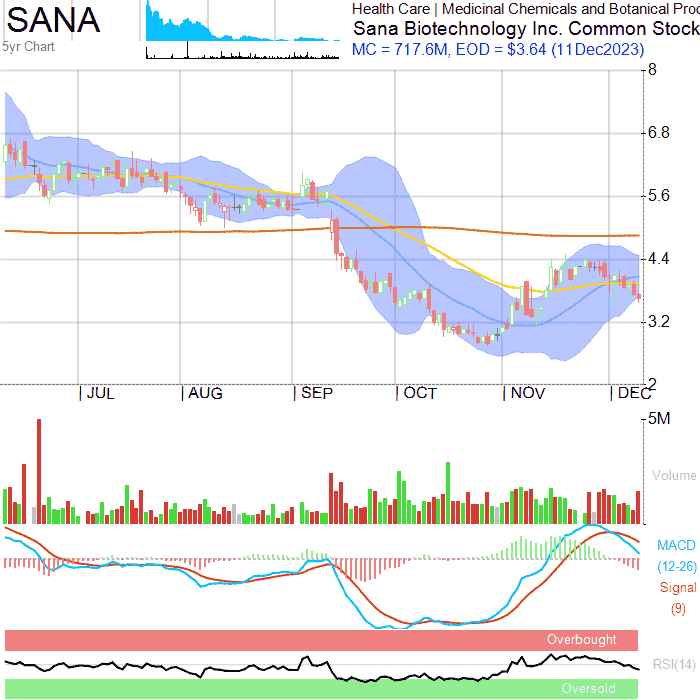 SANA
5yr Chart
Health Care | Medicinal Chemicals and Botanical Proc
Sana Biotechnology Inc. Common Stock
MC = 717.6M, EOD = $3.64 (11Dec2023)
8
6.8
5.6
4.4
3.2
2
JUL AUG SEP OCT NOV DEC
5M
Volume
MACD
(12-26)
Signal
(9)
Overbought
RSI(14)
Oversold